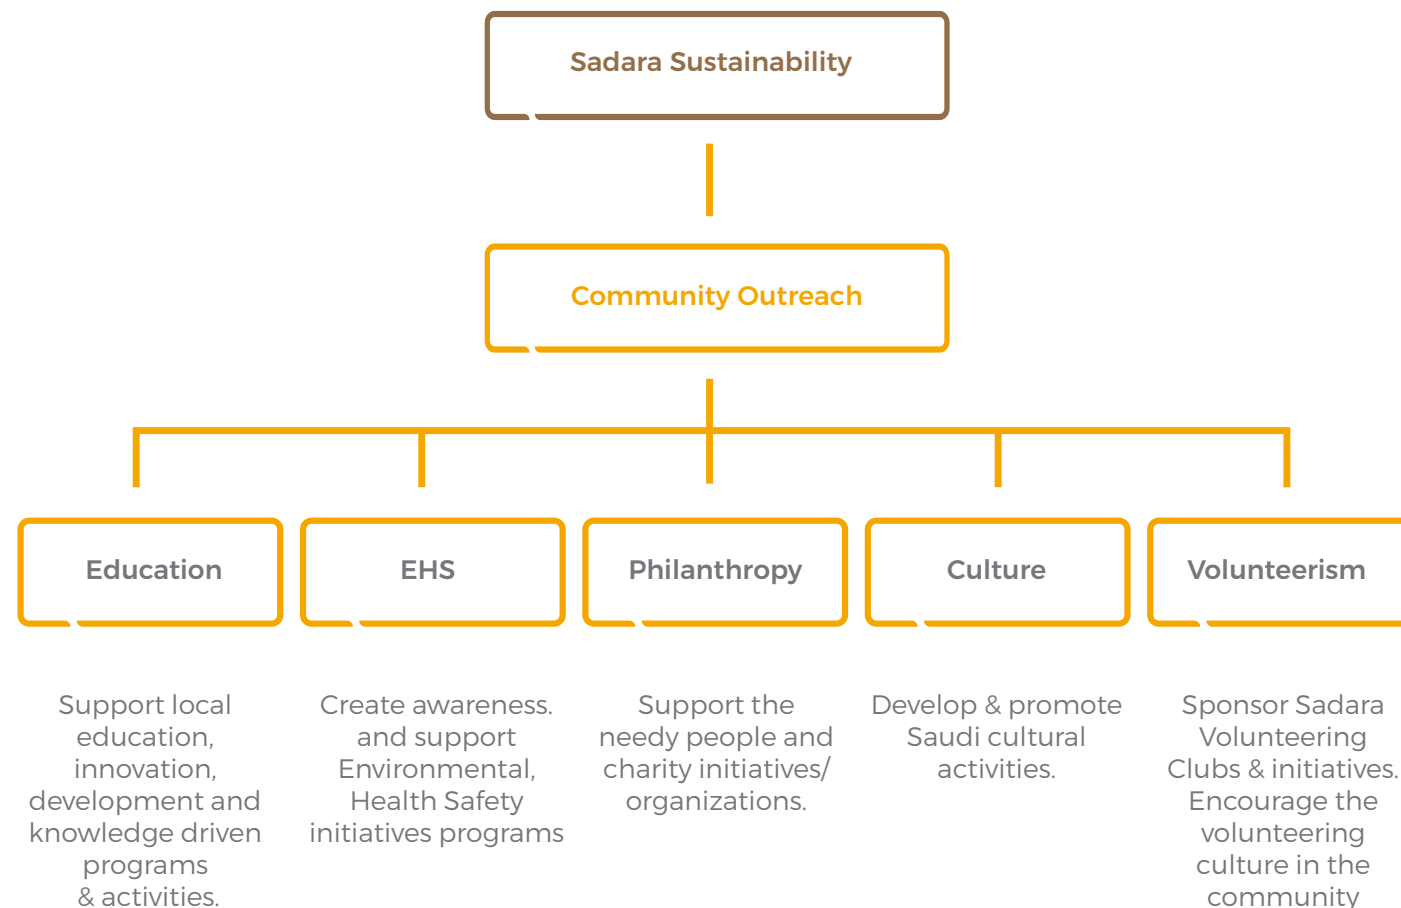 Sadara Sustainability
Community Outreach
Education
EHS
Philanthropy
Culture
Volunteerism
Support local
education,
innovation,
development and
knowledge driven
programs
& activities.
Create awareness.
and support
Environmental,
Health Safety
initiatives programs
Support the
needy people and
charity initiatives/
organizations.
Develop & promote
Saudi cultural
activities.
Sponsor Sadara
Volunteering
Clubs & initiatives.
Encourage the
volunteering
culture in the
community